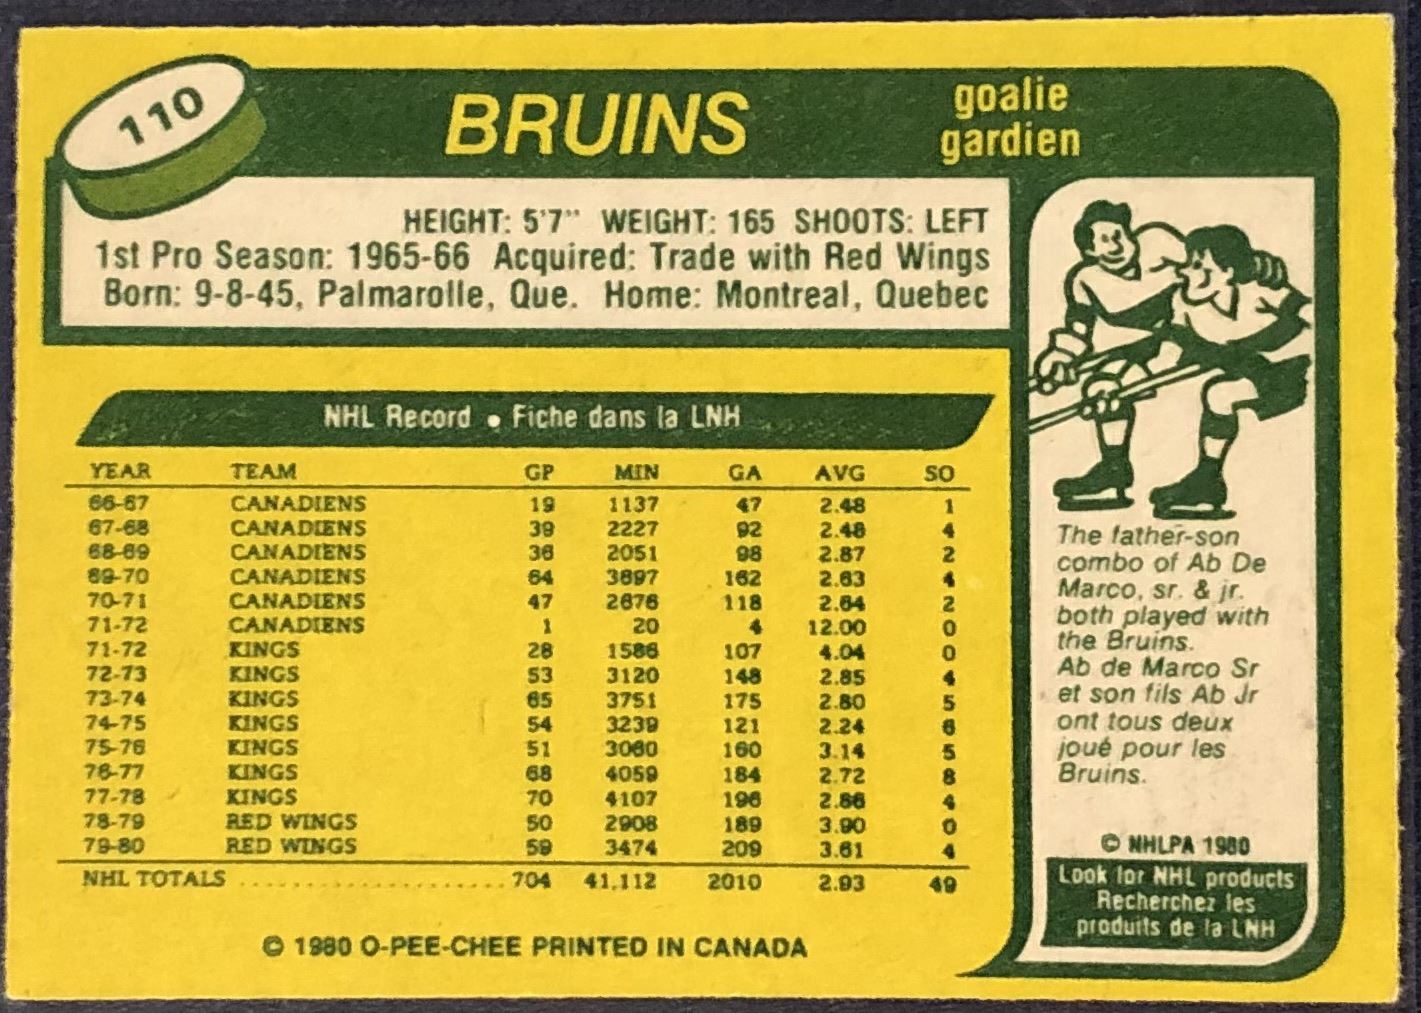 110
BRUINS
goalie
gardien
HEIGHT: 5'7" WEIGHT: 165 SHOOTS: LEFT
1st Pro Season: 1965-66 Acquired: Trade with Red Wings
Born: 9-8-45, Palmarolle, Que. Home: Montreal, Quebec
NHL Record • Fiche dans la LNH
YEAR TEAM GP MIN GA AVG SO
66-67 CANADIENS 19 1137 47 2.48 1
67-68 CANADIENS 39 2227 92 2.48 4
68-69 CANADIENS 36 2051 98 2.87 2
69-70 CANADIENS 64 3697 162 2.63 4
70-71 CANADIENS 47 2676 118 2.64 2
71-72 CANADIENS 1 20 4 12.00 0
71-72 KINGS 28 1586 107 4.04 0
72-73 KINGS 53 3120 148 2.85 4
73-74 KINGS 65 3751 175 2.80 5
74-75 KINGS 54 3239 121 2.24 6
75-76 KINGS 51 3060 160 3.14 5
76-77 KINGS 68 4059 184 2.72 8
77-78 KINGS 70 4107 196 2.86 4
78-79 RED WINGS 50 2908 189 3.90 0
79-80 RED WINGS 59 3474 209 3.61 4
NHL TOTALS ........................ 704 41,112 2010 2.93 49
© 1980 O-PEE-CHEE PRINTED IN CANADA
The father-son
combo of Ab De
Marco, sr. & jr.
both played with
the Bruins.
Ab de Marco Sr
et son fils Ab Jr
ont tous deux
joué pour les
Bruins.
© NHLPA 1980
Look for NHL products
Recherchez les
produits de la LNH